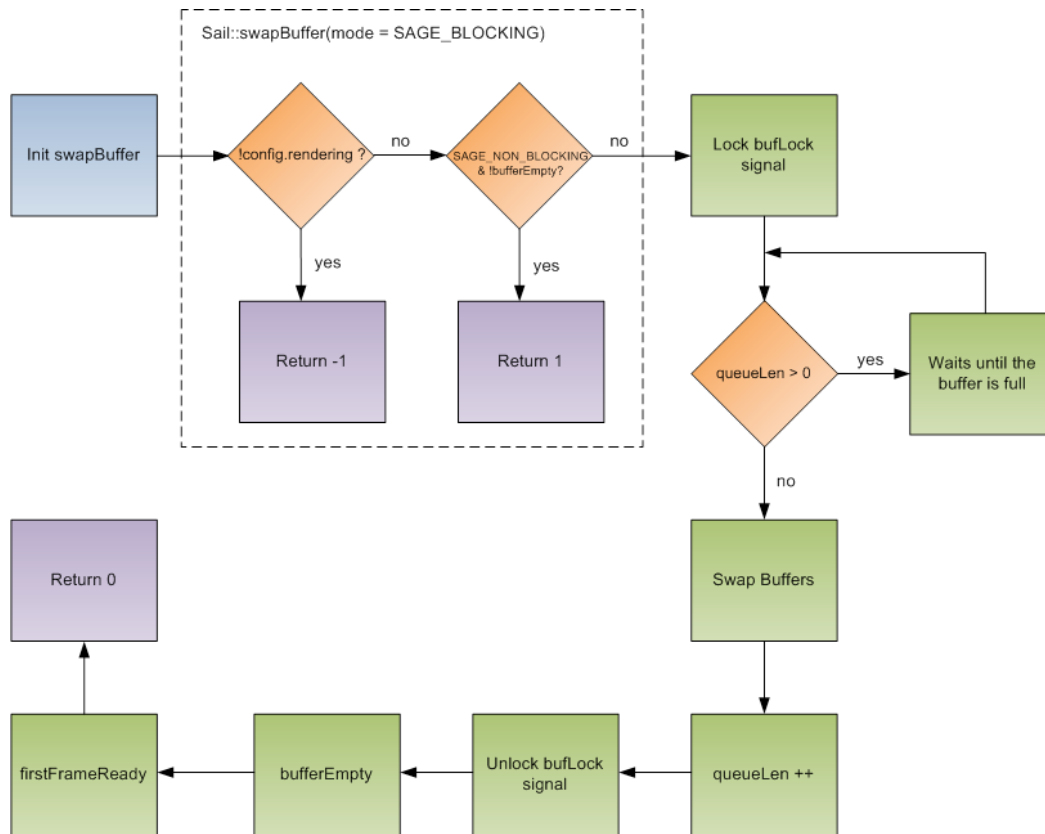 Sail::swapBuffer(mode = SAGE_BLOCKING)
Init swapBuffer
!config.rendering ?
no
SAGE_NON_BLOCKING
& !bufferEmpty?
no
Lock bufLock
signal
yes
yes
Return -1
Return 1
queueLen > 0
yes
Waits until the
buffer is full
no
Return 0
Swap Buffers
firstFrameReady
bufferEmpty
Unlock bufLock
signal
queueLen ++